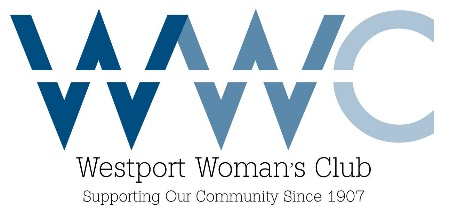 WWC
Westport Woman's Club
Supporting Our Community Since 1907